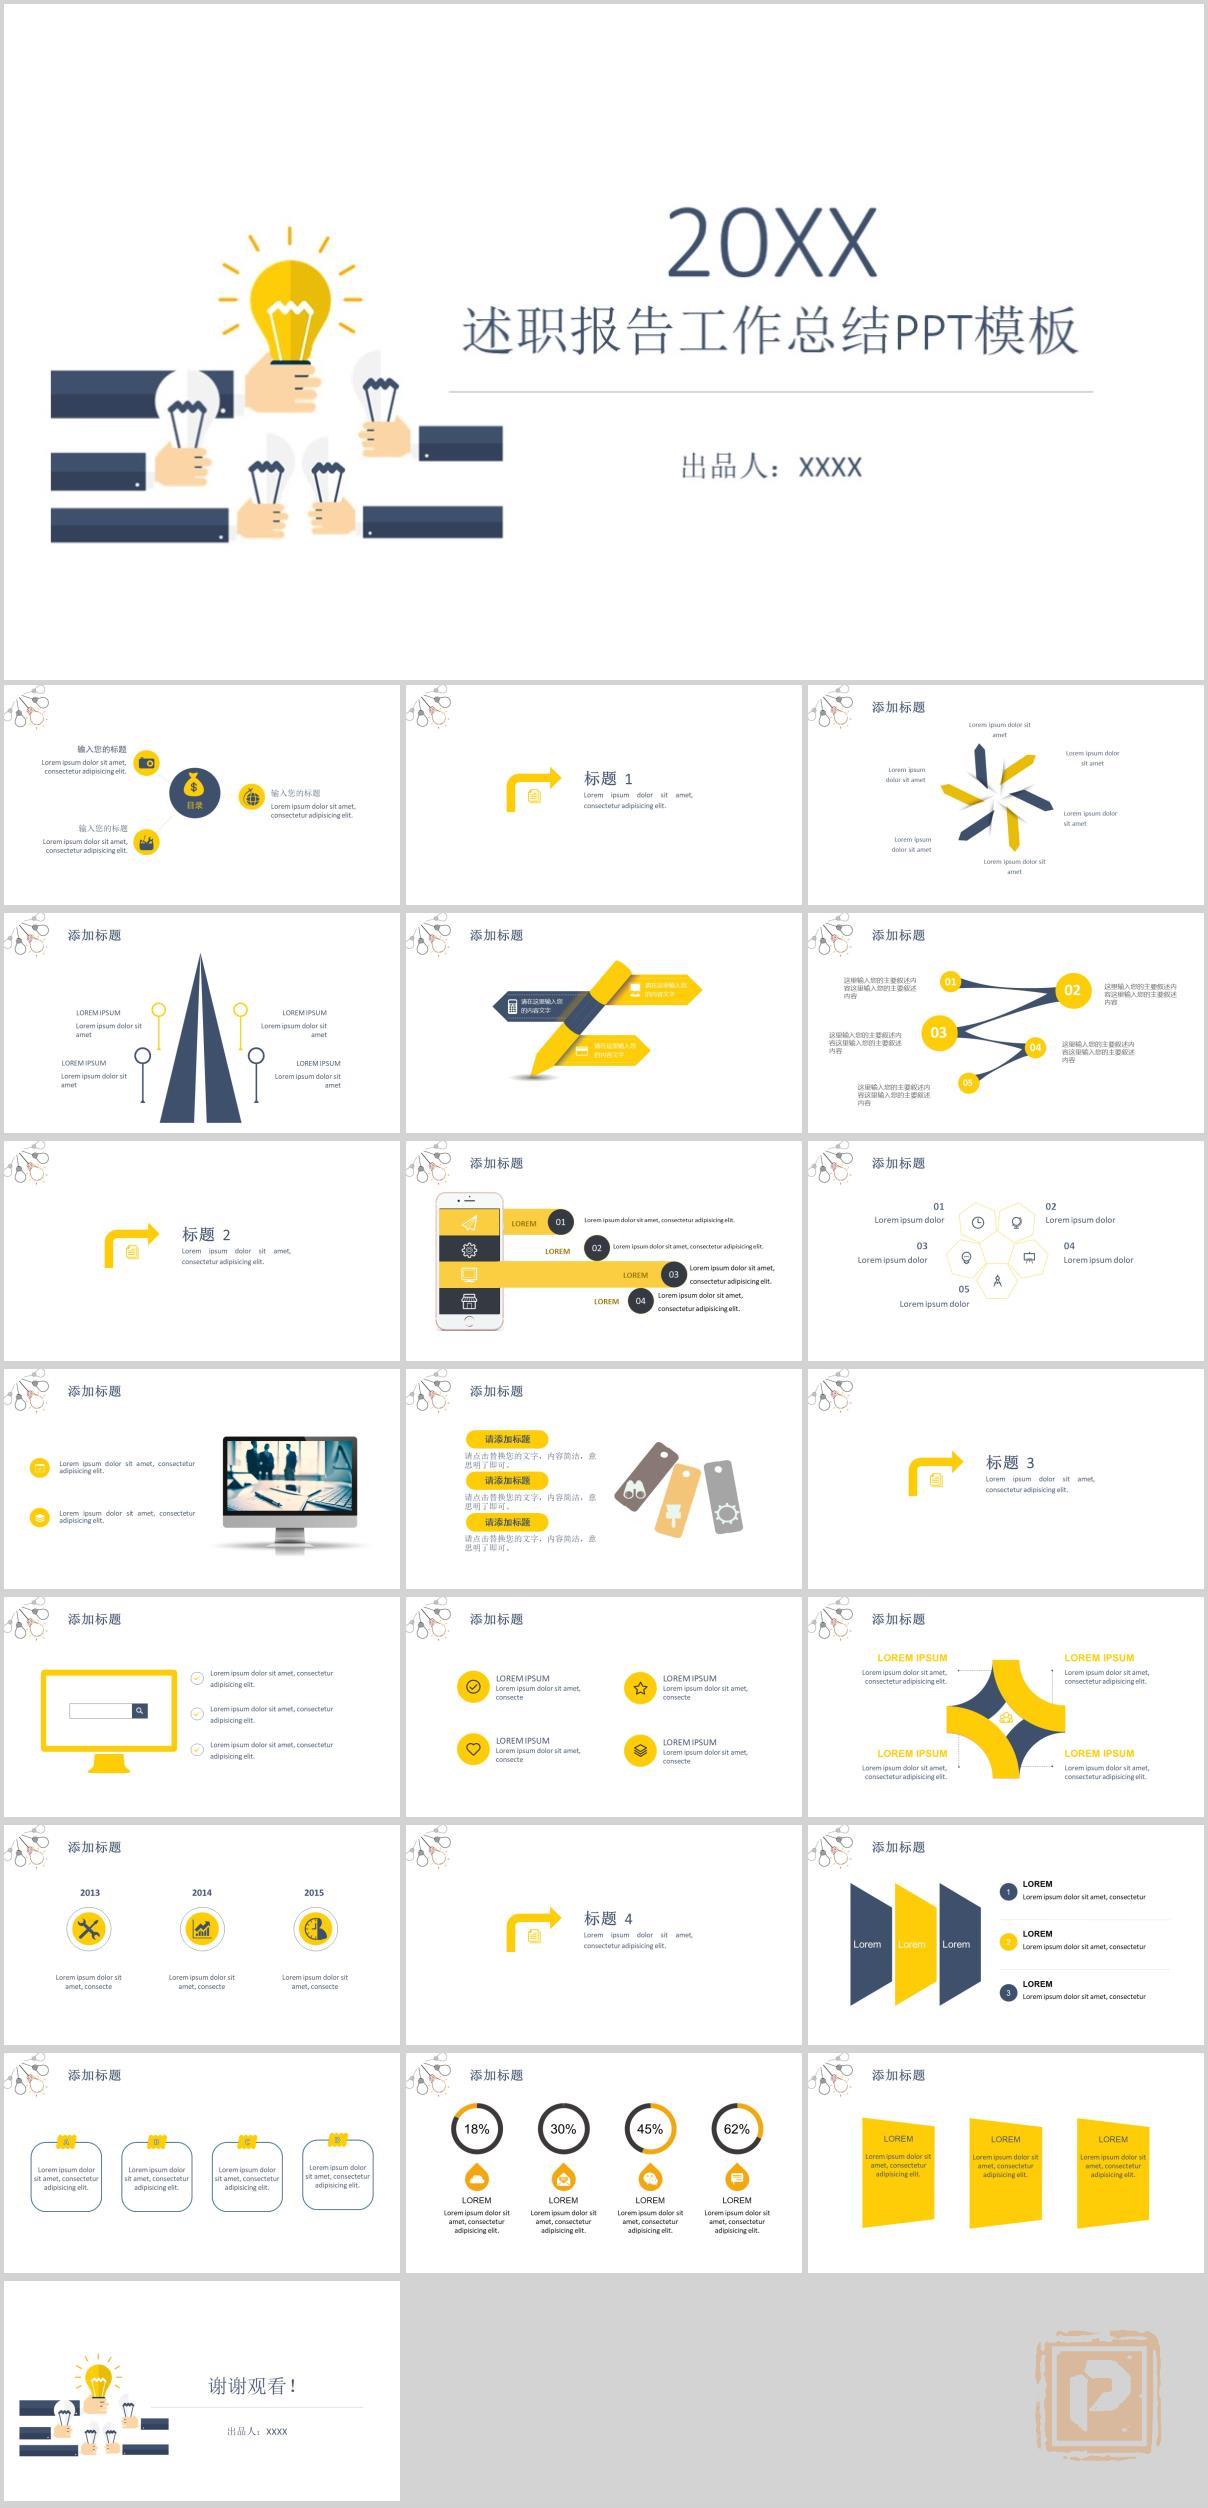 20XX
述职报告工作总结PPT模板
出品人：XXXX
输入您的标题
Lorem ipsum dolor sit amet,
consectetur adipisicing elit.
目录
输入您的标题
Lorem ipsum dolor sit amet,
consectetur adipisicing elit.
输入您的标题
Lorem ipsum dolor sit amet,
consectetur adipisicing elit.
标题 1
Lorem ipsum dolor sit amet,
consectetur adipisicing elit.
添加标题
Lorem ipsum dolor sit
amet
Lorem ipsum dolor
sit amet
Lorem ipsum
dolor sit amet
Lorem ipsum dolor
sit amet
Lorem ipsum
dolor sit amet
Lorem ipsum dolor sit
amet
添加标题
LOREM IPSUM
Lorem ipsum dolor sit
amet
LOREM IPSUM
Lorem ipsum dolor sit
amet
LOREM IPSUM
Lorem ipsum dolor sit
amet
LOREM IPSUM
Lorem ipsum dolor sit
amet
添加标题
请在这里输入您
的内容文字
请在这里输入您
的内容文字
请在这里输入您
的内容文字
添加标题
这里输入您的主要叙述内
容这里输入您的主要叙述
内容
01
02
这里输入您的主要叙述内
容这里输入您的主要叙述
内容
这里输入您的主要叙述内
容这里输入您的主要叙述
内容
03
04
这里输入您的主要叙述内
容这里输入您的主要叙述
内容
05
这里输入您的主要叙述内
容这里输入您的主要叙述
内容
标题 2
Lorem ipsum dolor sit amet,
consectetur adipisicing elit.
添加标题
LOREM
01
Lorem ipsum dolor sit amet, consectetur adipisicing elit.
LOREM
02
Lorem ipsum dolor sit amet, consectetur adipisicing elit.
LOREM
03
Lorem ipsum dolor sit amet,
consectetur adipisicing elit.
LOREM
04
Lorem ipsum dolor sit amet,
consectetur adipisicing elit.
添加标题
01
Lorem ipsum dolor
02
Lorem ipsum dolor
03
Lorem ipsum dolor
04
Lorem ipsum dolor
05
Lorem ipsum dolor
添加标题
Lorem ipsum dolor sit amet, consectetur
adipisicing elit.
Lorem ipsum dolor sit amet, consectetur
adipisicing elit.
添加标题
请添加标题
请点击替换您的文字，内容简洁，意
思明了即可。
请添加标题
请点击替换您的文字，内容简洁，意
思明了即可。
请添加标题
请点击替换您的文字，内容简洁，意
思明了即可。
标题 3
Lorem ipsum dolor sit amet,
consectetur adipisicing elit.
添加标题
Lorem ipsum dolor sit amet, consectetur
adipisicing elit.
Lorem ipsum dolor sit amet, consectetur
adipisicing elit.
Lorem ipsum dolor sit amet, consectetur
adipisicing elit.
添加标题
LOREM IPSUM
Lorem ipsum dolor sit amet,
consecte
LOREM IPSUM
Lorem ipsum dolor sit amet,
consecte
LOREM IPSUM
Lorem ipsum dolor sit amet,
consecte
LOREM IPSUM
Lorem ipsum dolor sit amet,
consecte
添加标题
LOREM IPSUM
Lorem ipsum dolor sit amet,
consectetur adipisicing elit.
LOREM IPSUM
Lorem ipsum dolor sit amet,
consectetur adipisicing elit.
LOREM IPSUM
Lorem ipsum dolor sit amet,
consectetur adipisicing elit.
LOREM IPSUM
Lorem ipsum dolor sit amet,
consectetur adipisicing elit.
添加标题
2013
2014
2015
Lorem ipsum dolor sit
amet, consecte
Lorem ipsum dolor sit
amet, consecte
Lorem ipsum dolor sit
amet, consecte
标题 4
Lorem ipsum dolor sit amet,
consectetur adipisicing elit.
添加标题
Lorem
Lorem
Lorem
1
LOREM
Lorem ipsum dolor sit amet, consectetur
2
LOREM
Lorem ipsum dolor sit amet, consectetur
3
LOREM
Lorem ipsum dolor sit amet, consectetur
添加标题
A
Lorem ipsum dolor
sit amet, consectetur
adipisicing elit.
B
Lorem ipsum dolor
sit amet, consectetur
adipisicing elit.
C
Lorem ipsum dolor
sit amet, consectetur
adipisicing elit.
D
Lorem ipsum dolor
sit amet, consectetur
adipisicing elit.
添加标题
18%
30%
45%
62%
LOREM
Lorem ipsum dolor sit
amet, consectetur
adipisicing elit.
LOREM
Lorem ipsum dolor sit
amet, consectetur
adipisicing elit.
LOREM
Lorem ipsum dolor sit
amet, consectetur
adipisicing elit.
LOREM
Lorem ipsum dolor sit
amet, consectetur
adipisicing elit.
添加标题
LOREM
Lorem ipsum dolor sit
amet, consectetur
adipisicing elit.
LOREM
Lorem ipsum dolor sit
amet, consectetur
adipisicing elit.
LOREM
Lorem ipsum dolor sit
amet, consectetur
adipisicing elit.
谢谢观看！
出品人：XXXX
P